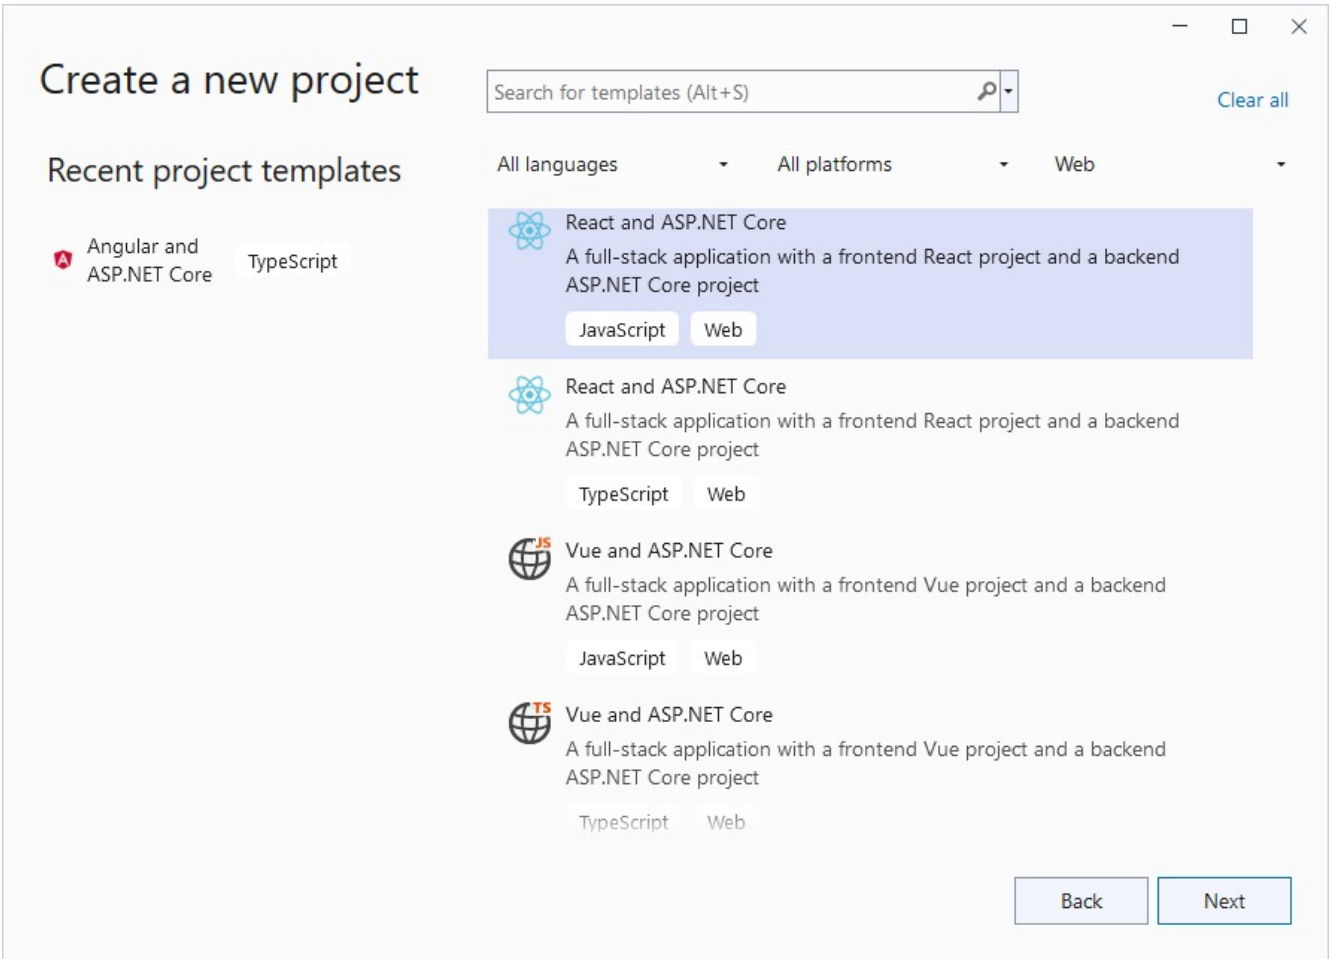 Create a new project
Search for templates (Alt+S)
Clear all
Recent project templates
All languages
All platforms
Web
Angular and
ASP.NET Core
TypeScript
React and ASP.NET Core
A full-stack application with a frontend React project and a backend
ASP.NET Core project
JavaScript Web
React and ASP.NET Core
A full-stack application with a frontend React project and a backend
ASP.NET Core project
TypeScript Web
JS
Vue and ASP.NET Core
A full-stack application with a frontend Vue project and a backend
ASP.NET Core project
JavaScript Web
TS
Vue and ASP.NET Core
A full-stack application with a frontend Vue project and a backend
ASP.NET Core project
TypeScript Web
Back
Next